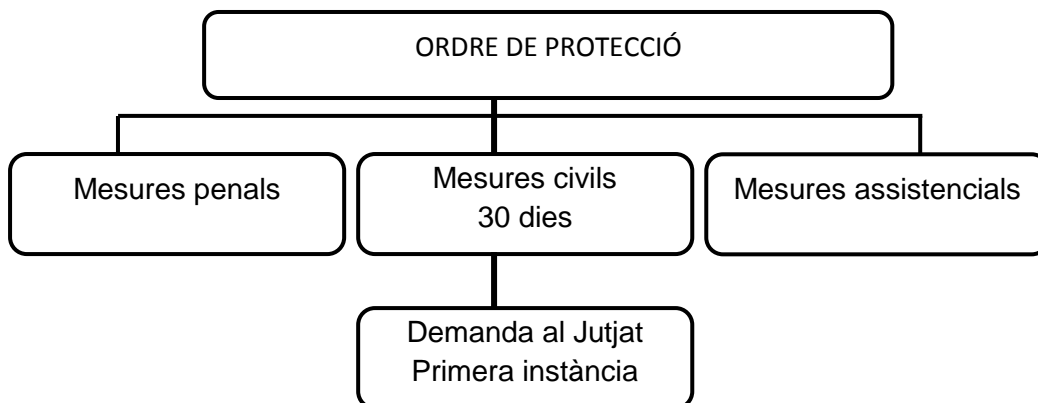 ORDRE DE PROTECCIÓ
Mesures penals
Mesures civils
30 dies
Mesures assistencials
Demanda al Jutjat
Primera instància